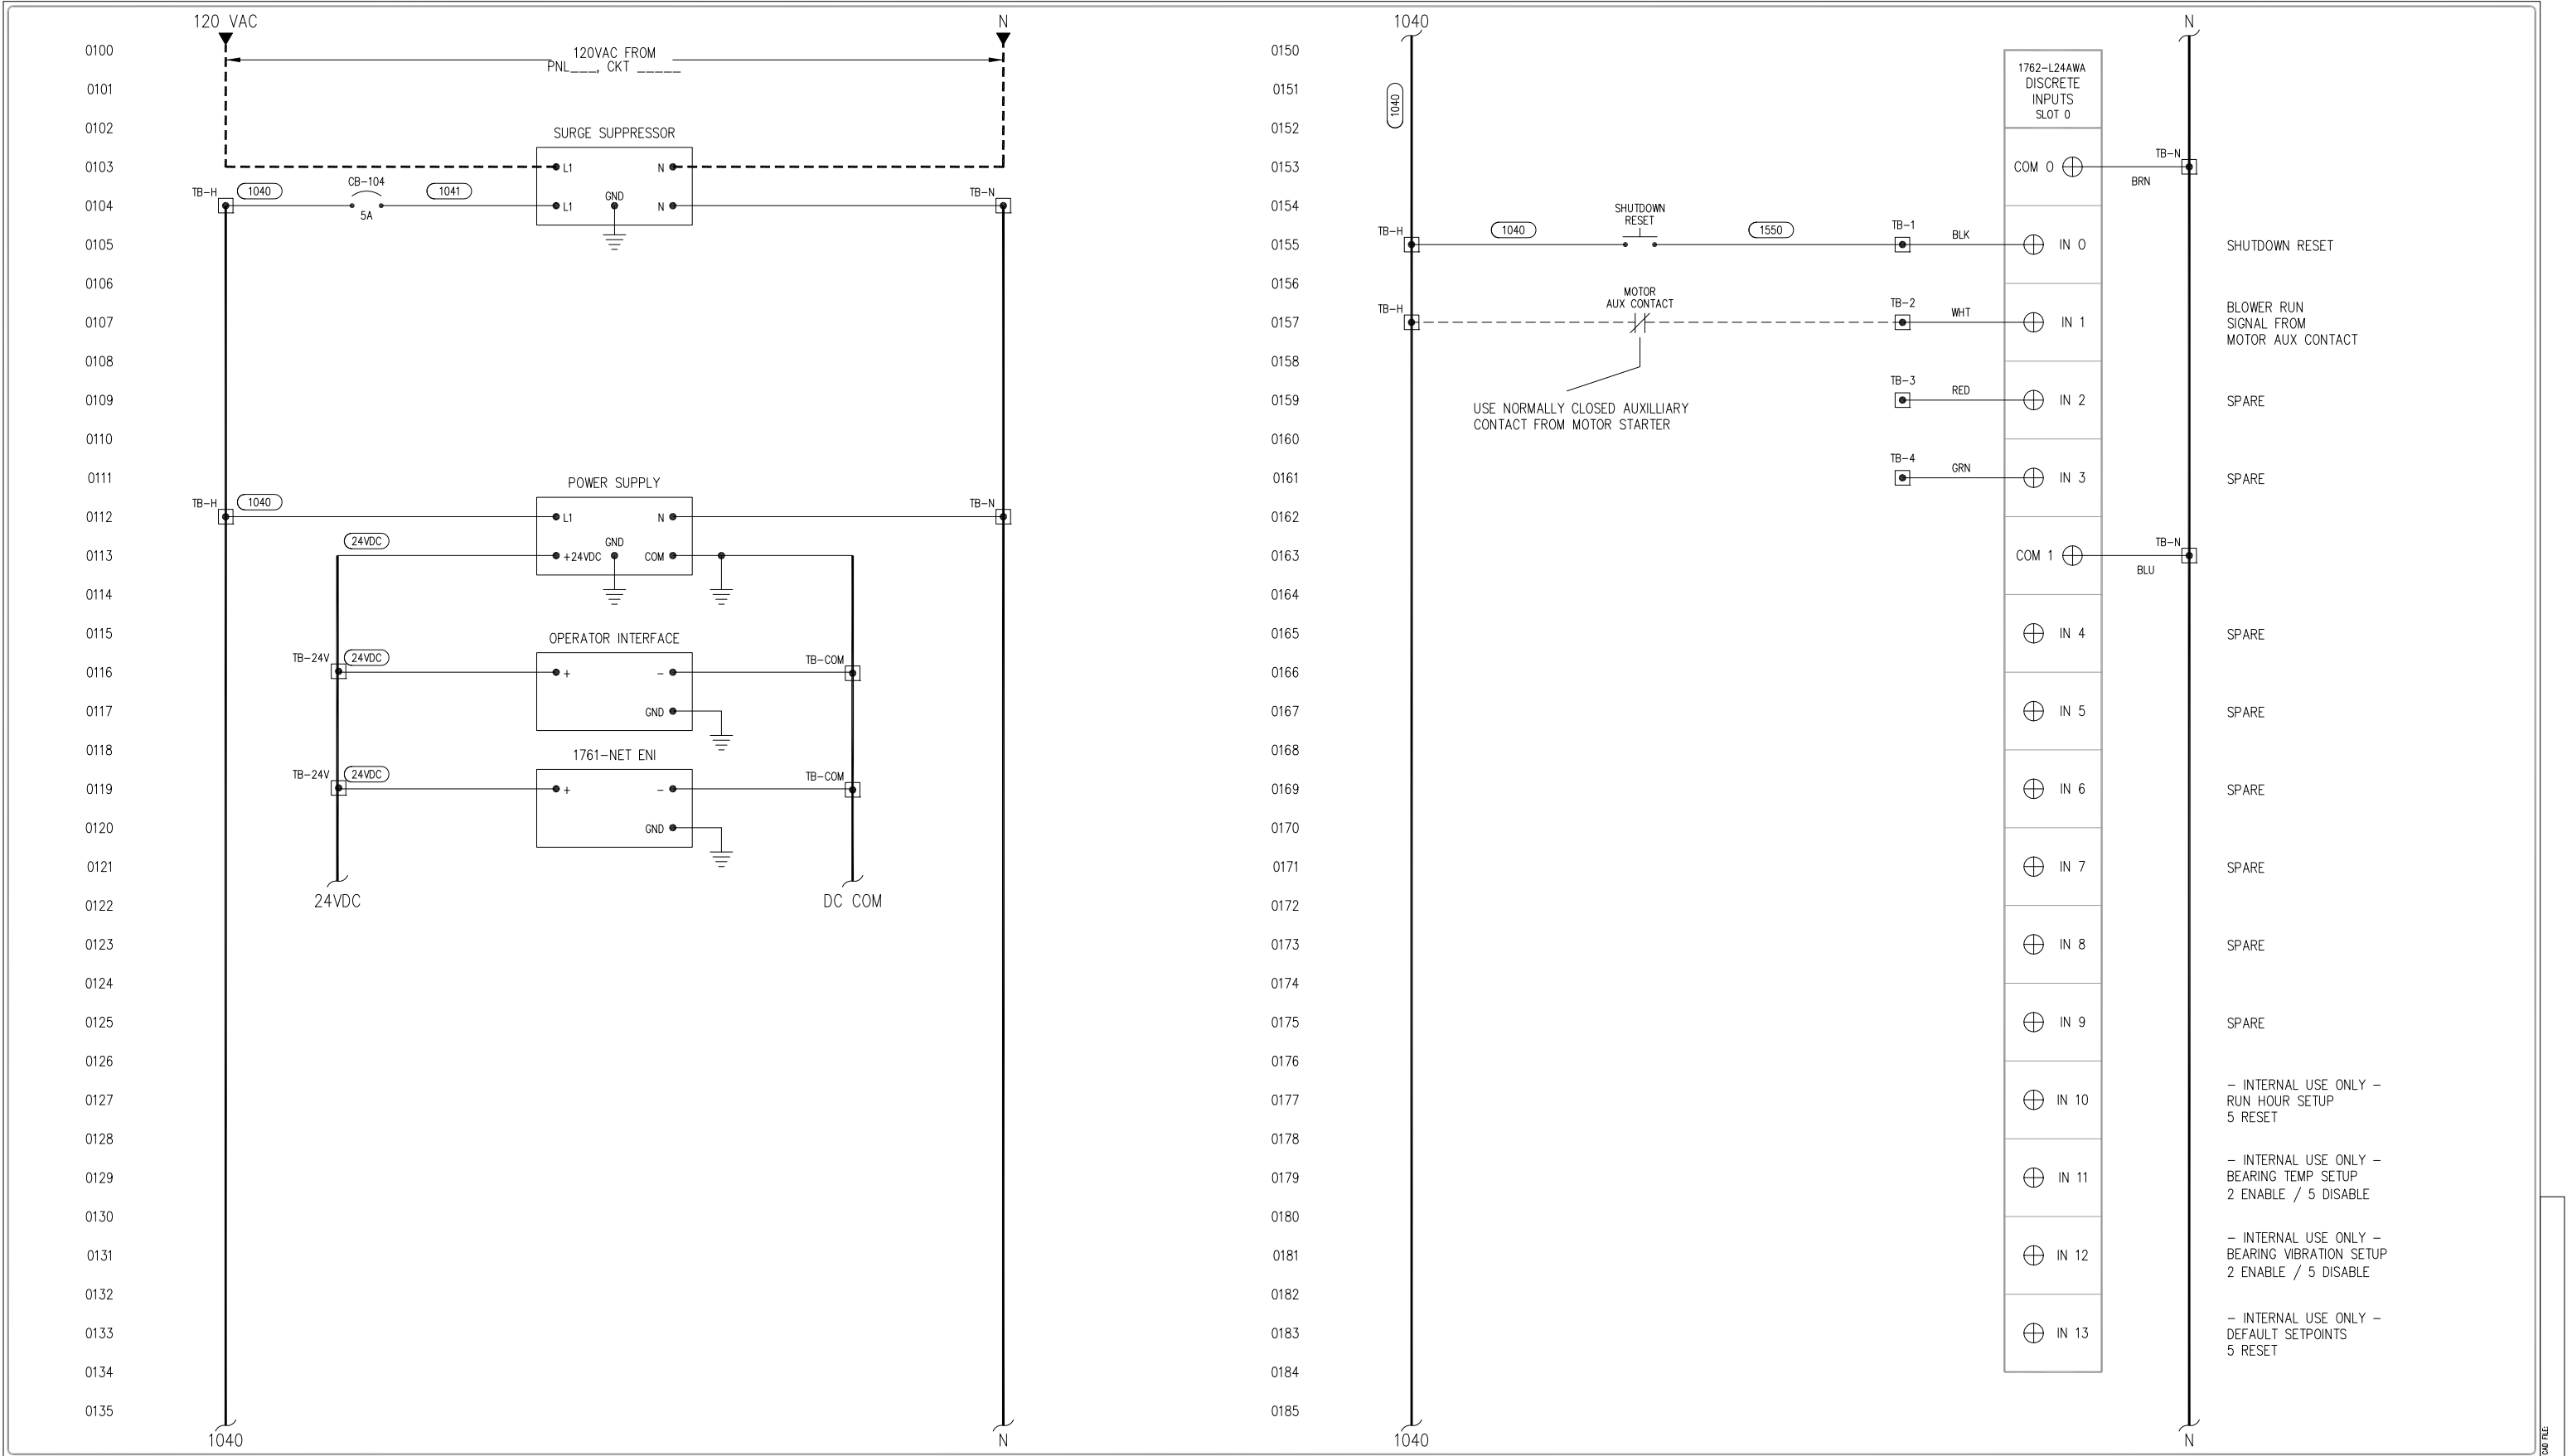 120 VAC
N
0100
120VAC FROM
PNL___, CKT _____
0101
0102
SURGE SUPPRESSOR
0103
L1
N
CB-104
TB-H
1040
1041
GND
TB-N
0104
5A
L1
N
0105
0106
0107
0108
0109
0110
0111
POWER SUPPLY
TB-H
1040
TB-N
0112
L1
N
24VDC
GND
0113
+24VDC
COM
0114
0115
OPERATOR INTERFACE
TB-24V
24VDC
TB-COM
0116
+
-
0117
GND
0118
1761-NET ENI
TB-24V
24VDC
TB-COM
0119
+
-
0120
GND
0121
24VDC
DC COM
0122
0123
0124
0125
0126
0127
0128
0129
0130
0131
0132
0133
0134
0135
1040
N
1040
N
0150
1762-L24AWA
DISCRETE
INPUTS
SLOT 0
0151
1040
0152
0153
COM 0
TB-N
BRN
0154
SHUTDOWN
RESET
TB-H
1040
1550
TB-1
BLK
0155
IN 0
SHUTDOWN RESET
0156
MOTOR
AUX CONTACT
TB-H
TB-2
WHT
0157
IN 1
BLOWER RUN
SIGNAL FROM
MOTOR AUX CONTACT
0158
TB-3
RED
0159
IN 2
SPARE
USE NORMALLY CLOSED AUXILLIARY
CONTACT FROM MOTOR STARTER
0160
TB-4
GRN
0161
IN 3
SPARE
0162
0163
COM 1
TB-N
BLU
0164
0165
IN 4
SPARE
0166
0167
IN 5
SPARE
0168
0169
IN 6
SPARE
0170
0171
IN 7
SPARE
0172
0173
IN 8
SPARE
0174
0175
IN 9
SPARE
0176
0177
IN 10
- INTERNAL USE ONLY -
RUN HOUR SETUP
5 RESET
0178
0179
IN 11
- INTERNAL USE ONLY -
BEARING TEMP SETUP
2 ENABLE / 5 DISABLE
0180
0181
IN 12
- INTERNAL USE ONLY -
BEARING VIBRATION SETUP
2 ENABLE / 5 DISABLE
0182
0183
IN 13
- INTERNAL USE ONLY -
DEFAULT SETPOINTS
5 RESET
0184
0185
1040
N
CAD FILE: